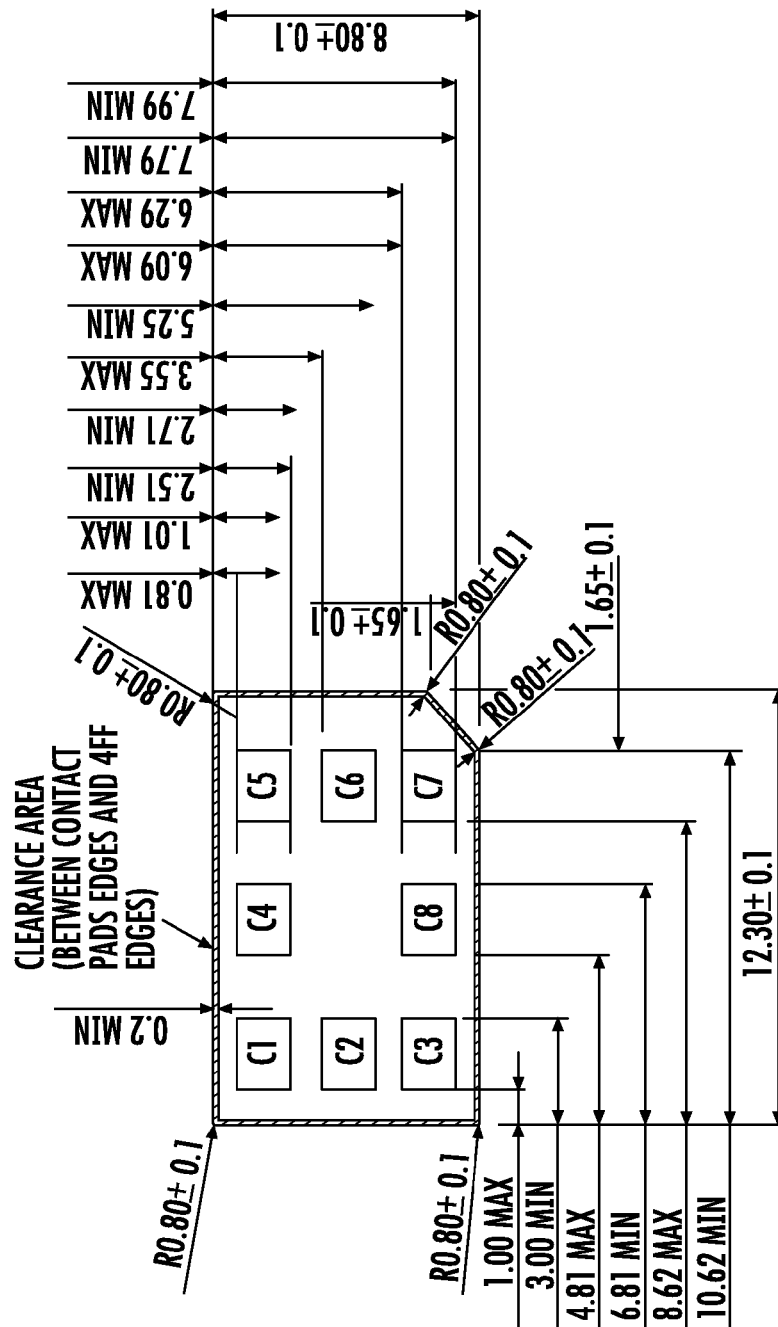 8.80± 0.1
7.99 MIN
7.79 MIN
6.29 MAX
6.09 MAX
5.25 MIN
3.55 MAX
2.71 MIN
2.51 MIN
1.01 MAX
0.81 MAX
1.65± 0.1
R0.80± 0.1
R0.80± 0.1
1.65± 0.1
R0.80± 0.1
CLEARANCE AREA
(BETWEEN CONTACT
PADS EDGES AND 4FF
EDGES)
0.2 MIN
C5
C6
C7
C4
C8
C1
C2
C3
R0.80± 0.1
R0.80± 0.1
1.00 MAX
3.00 MIN
4.81 MAX
6.81 MIN
8.62 MAX
10.62 MIN
12.30± 0.1